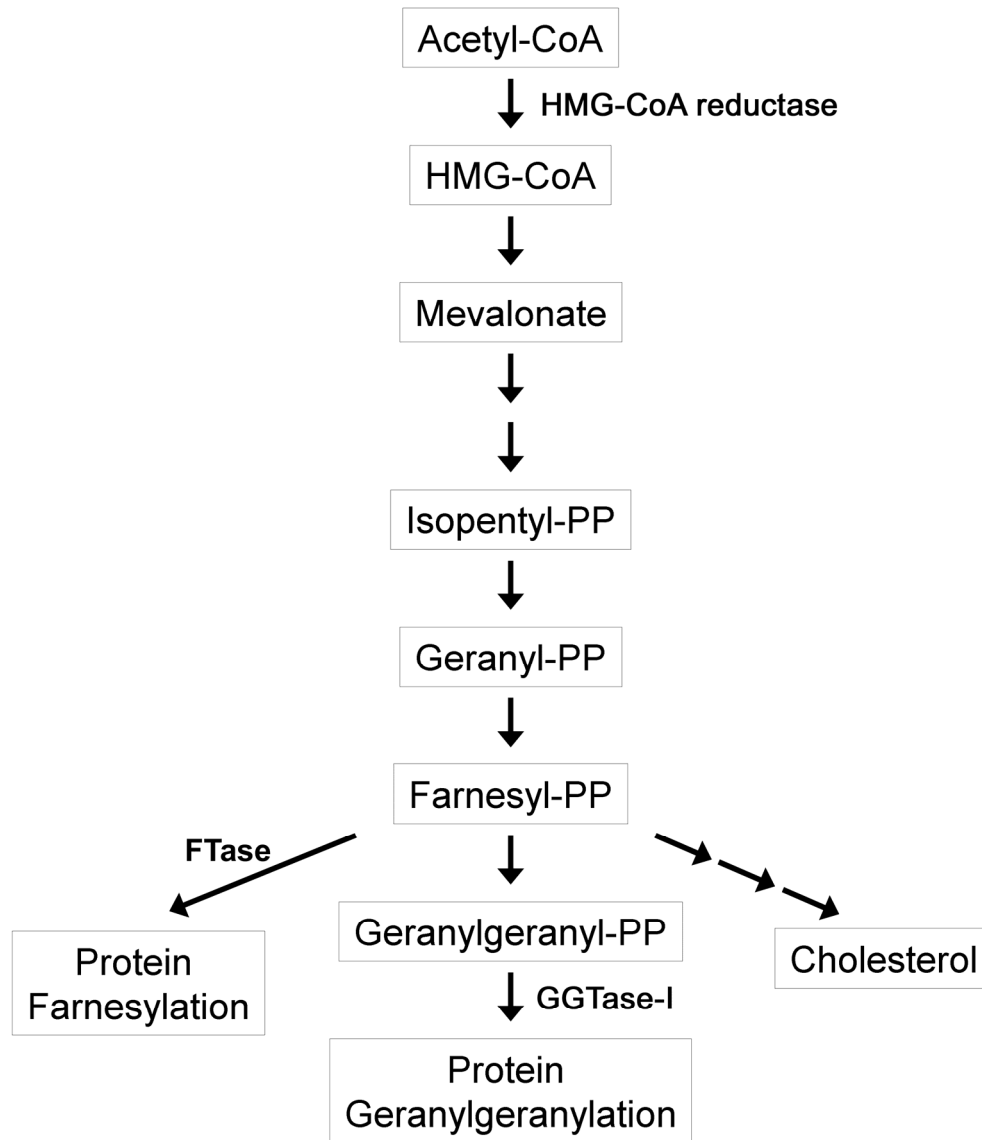 Acetyl-CoA
HMG-CoA reductase
HMG-CoA
Mevalonate
Isopentyl-PP
Geranyl-PP
Farnesyl-PP
FTase
Protein
Farnesylation
Geranylgeranyl-PP
Cholesterol
GGTase-I
Protein
Geranylgeranylation